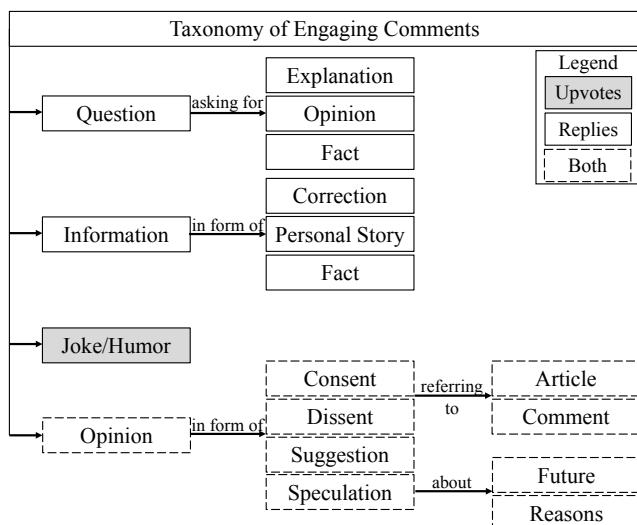 Taxonomy of Engaging Comments
Legend
Upvotes
Replies
Both
Question
asking for
Explanation
Opinion
Fact
Information
in form of
Correction
Personal Story
Fact
Joke/Humor
Opinion
in form of
Consent
Dissent
Suggestion
Speculation
referring
to
Article
Comment
about
Future
Reasons